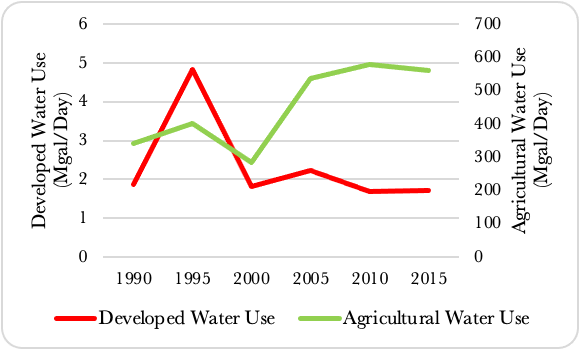 Developed Water Use
(Mgal/Day)
6
5
4
3
2
1
0
700
600
500
400
300
200
100
0
Agricultural Water Use
(Mgal/Day)
1990 1995 2000 2005 2010 2015
Developed Water Use Agricultural Water Use